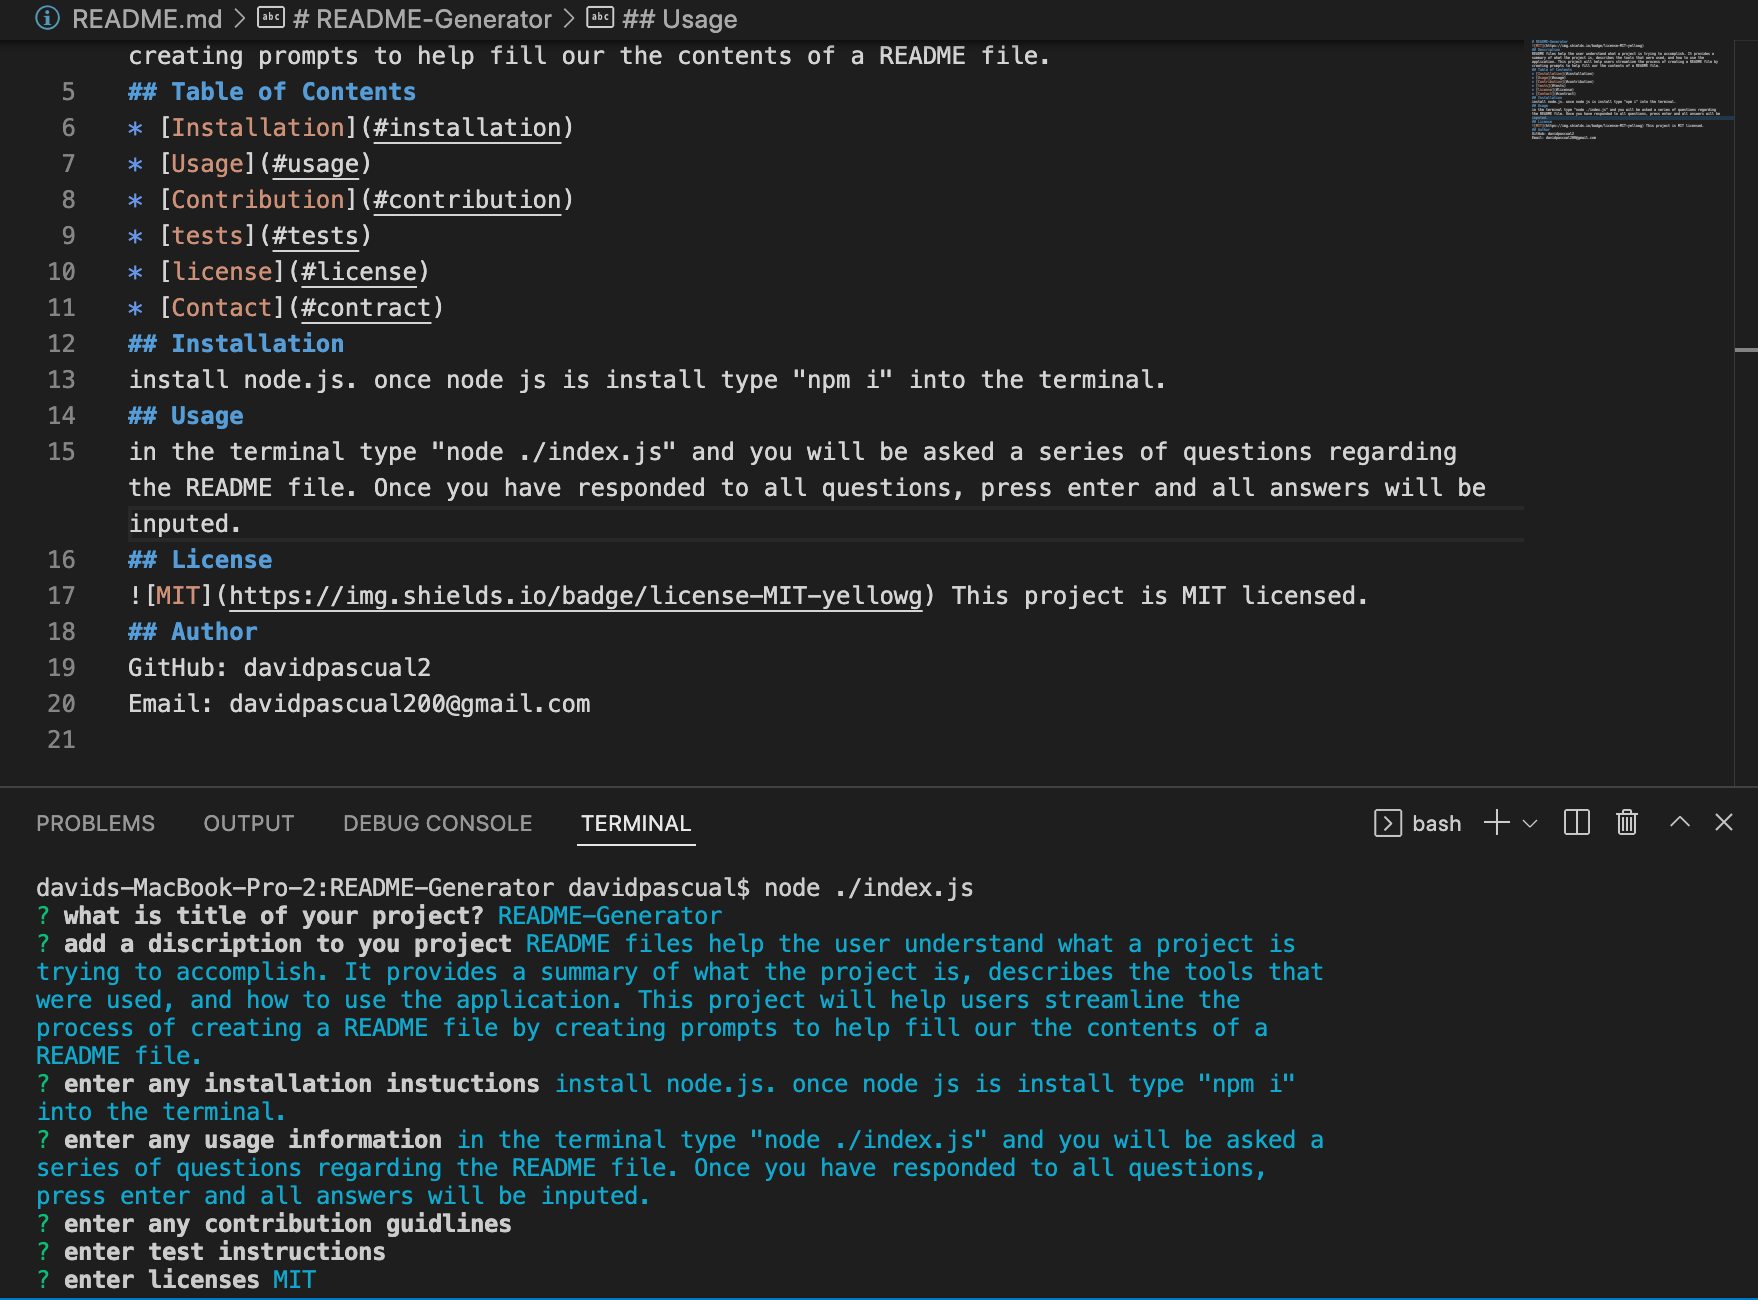 README.md > # README-Generator > ## Usage
creating prompts to help fill our the contents of a README file.
5 ## Table of Contents
6 * [Installation](#installation)
7 * [Usage](#usage)
8 * [Contribution](#contribution)
9 * [tests](#tests)
10 * [license](#license)
11 * [Contact](#contract)
12 ## Installation
13 install node.js. once node js is install type "npm i" into the terminal.
14 ## Usage
15 in the terminal type "node ./index.js" and you will be asked a series of questions regarding
the README file. Once you have responded to all questions, press enter and all answers will be
inputed.
16 ## License
17 ![MIT](https://img.shields.io/badge/license-MIT-yellowg) This project is MIT licensed.
18 ## Author
19 GitHub: davidpascual2
20 Email: davidpascual200@gmail.com
21
PROBLEMS OUTPUT DEBUG CONSOLE TERMINAL bash
davids-MacBook-Pro-2:README-Generator davidpascual$ node ./index.js
? what is title of your project? README-Generator
? add a discription to you project README files help the user understand what a project is
trying to accomplish. It provides a summary of what the project is, describes the tools that
were used, and how to use the application. This project will help users streamline the
process of creating a README file by creating prompts to help fill our the contents of a
README file.
? enter any installation instuctions install node.js. once node js is install type "npm i"
into the terminal.
? enter any usage information in the terminal type "node ./index.js" and you will be asked a
series of questions regarding the README file. Once you have responded to all questions,
press enter and all answers will be inputed.
? enter any contribution guidlines
? enter test instructions
? enter licenses MIT